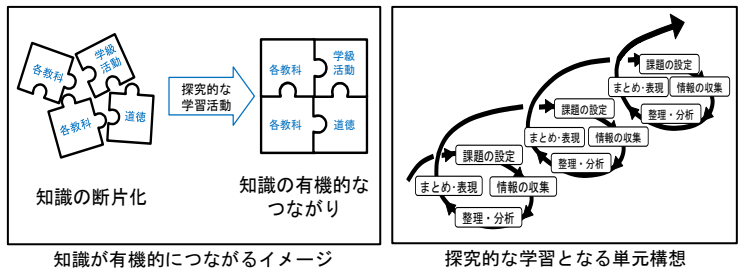 各教科
学級
活動
各教科
道徳
知識の断片化
探究的な
学習活動
各教科
学級
活動
各教科
道徳
知識の有機的な
つながり
知識が有機的につながるイメージ
課題の設定
まとめ・表現
情報の収集
整理・分析
課題の設定
まとめ・表現
情報の収集
整理・分析
課題の設定
まとめ・表現
情報の収集
整理・分析
探究的な学習となる単元構想